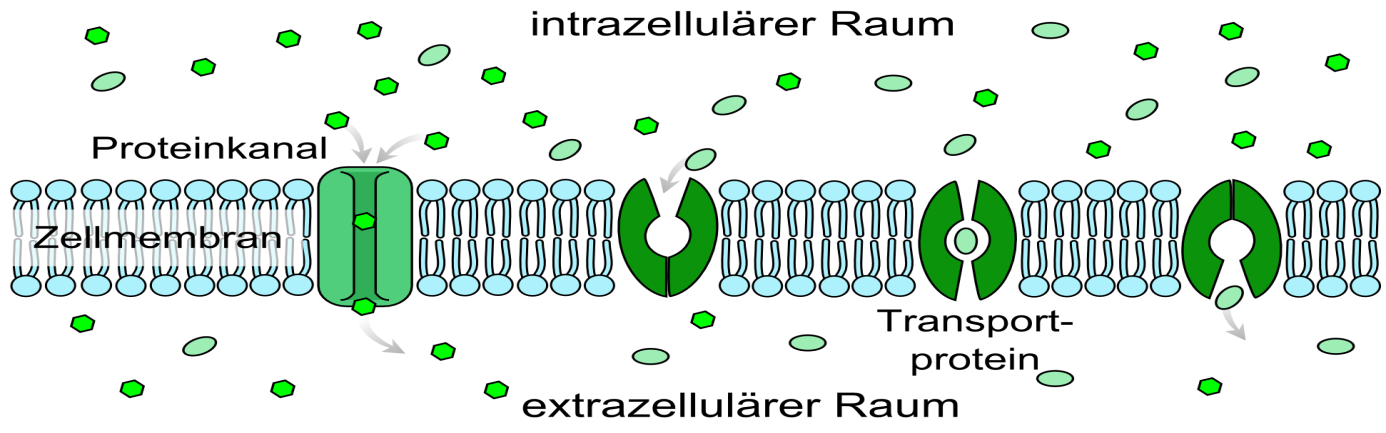 intrazellulärer Raum
Proteinkanal
Zellmembran
Transport-
protein
extrazellulärer Raum